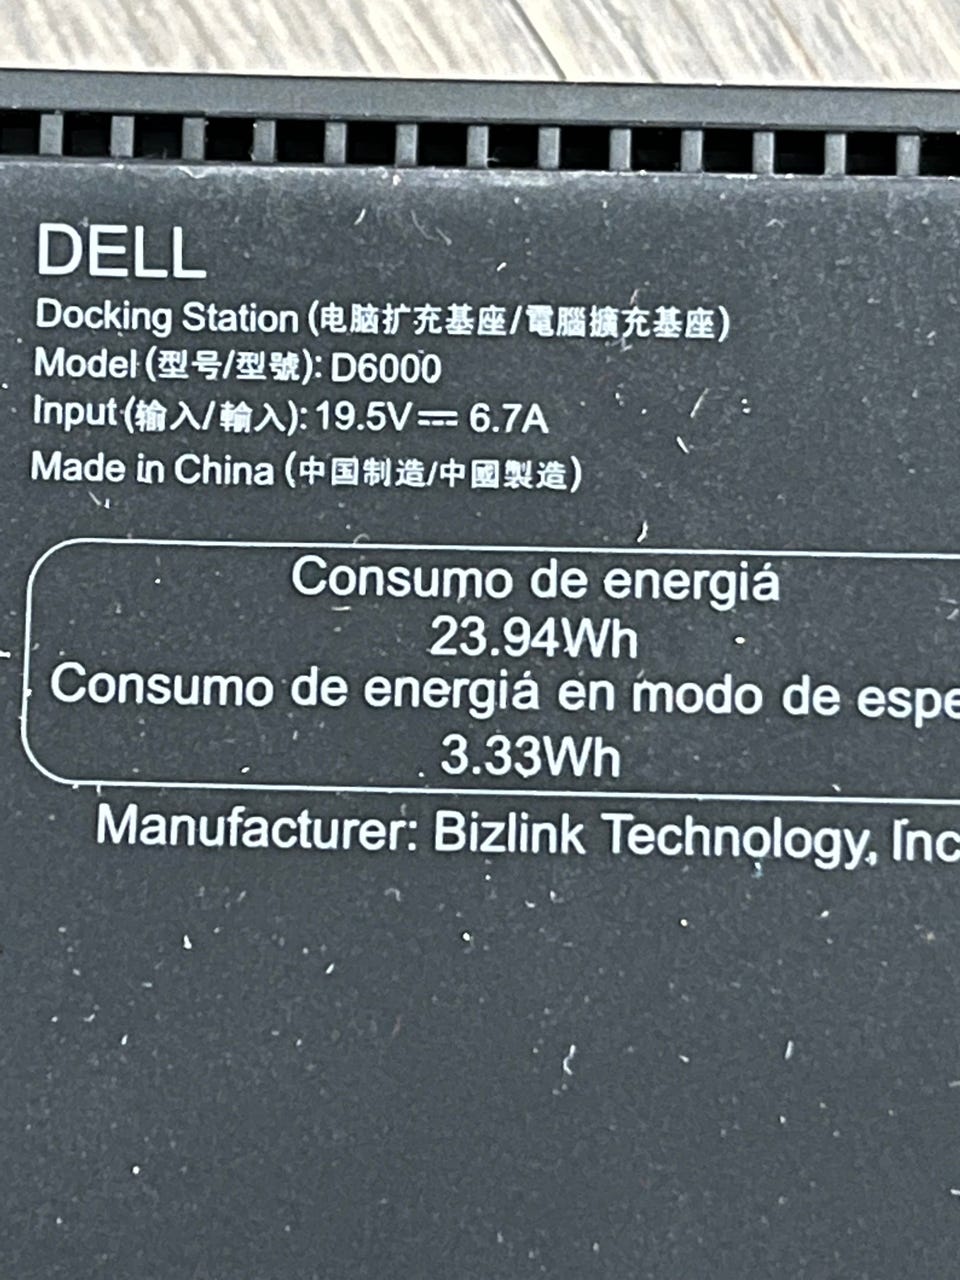 DELL
Docking Station (电脑扩充基座/電腦擴充基座)
Model (型号/型號): D6000
Input (输入/輸入): 19.5V⎓ 6.7A
Made in China (中国制造/中國製造)
Consumo de energiá
23.94Wh
Consumo de energiá en modo de espe
3.33Wh
Manufacturer: Bizlink Technology, Inc